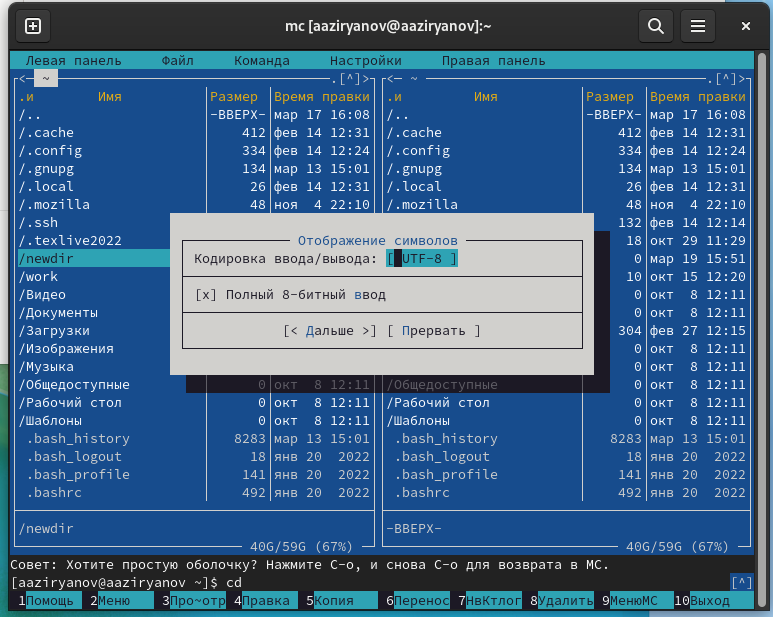 mc [aaziryanov@aaziryanov]:~
Левая панель Файл Команда Настройки Правая панель
<─ ~ .[^]> <─ ~ .[^]>
.и Имя Размер Время правки .и Имя Размер Время правки
/.. -ВВЕРХ- мар 17 16:08 /.. -ВВЕРХ- мар 17 16:08
/.cache 412 фев 14 12:31 /.cache 412 фев 14 12:31
/.config 334 фев 14 12:24 /.config 334 фев 14 12:24
/.gnupg 134 мар 13 15:01 /.gnupg 134 мар 13 15:01
/.local 26 фев 14 12:31 /.local 26 фев 14 12:31
/.mozilla 48 ноя 4 22:10 /.mozilla 48 ноя 4 22:10
/.ssh 132 фев 14 12:14
/.texlive2022 Отображение символов 18 окт 29 11:29
/newdir Кодировка ввода/вывода: [ UTF-8 ] 0 мар 19 15:51
/work 10 окт 15 12:20
/Видео [x] Полный 8-битный ввод 0 окт 8 12:11
/Документы 0 окт 8 12:11
/Загрузки [< Дальше >] [ Прервать ] 304 фев 27 12:15
/Изображения 0 окт 8 12:11
/Музыка 0 окт 8 12:11
/Общедоступные 0 окт 8 12:11 /Общедоступные 0 окт 8 12:11
/Рабочий стол 0 окт 8 12:11 /Рабочий стол 0 окт 8 12:11
/Шаблоны 0 окт 8 12:11 /Шаблоны 0 окт 8 12:11
.bash_history 8283 мар 13 15:01 .bash_history 8283 мар 13 15:01
.bash_logout 18 янв 20 2022 .bash_logout 18 янв 20 2022
.bash_profile 141 янв 20 2022 .bash_profile 141 янв 20 2022
.bashrc 492 янв 20 2022 .bashrc 492 янв 20 2022
/newdir -ВВЕРХ-
40G/59G (67%) 40G/59G (67%)
Совет: Хотите простую оболочку? Нажмите C-o, и снова C-o для возврата в MC.
[aaziryanov@aaziryanov ~]$ cd [^]
1Помощь 2Меню 3Про~отр 4Правка 5Копия 6Перенос 7НвКтлог 8Удалить 9МенюMC 10Выход